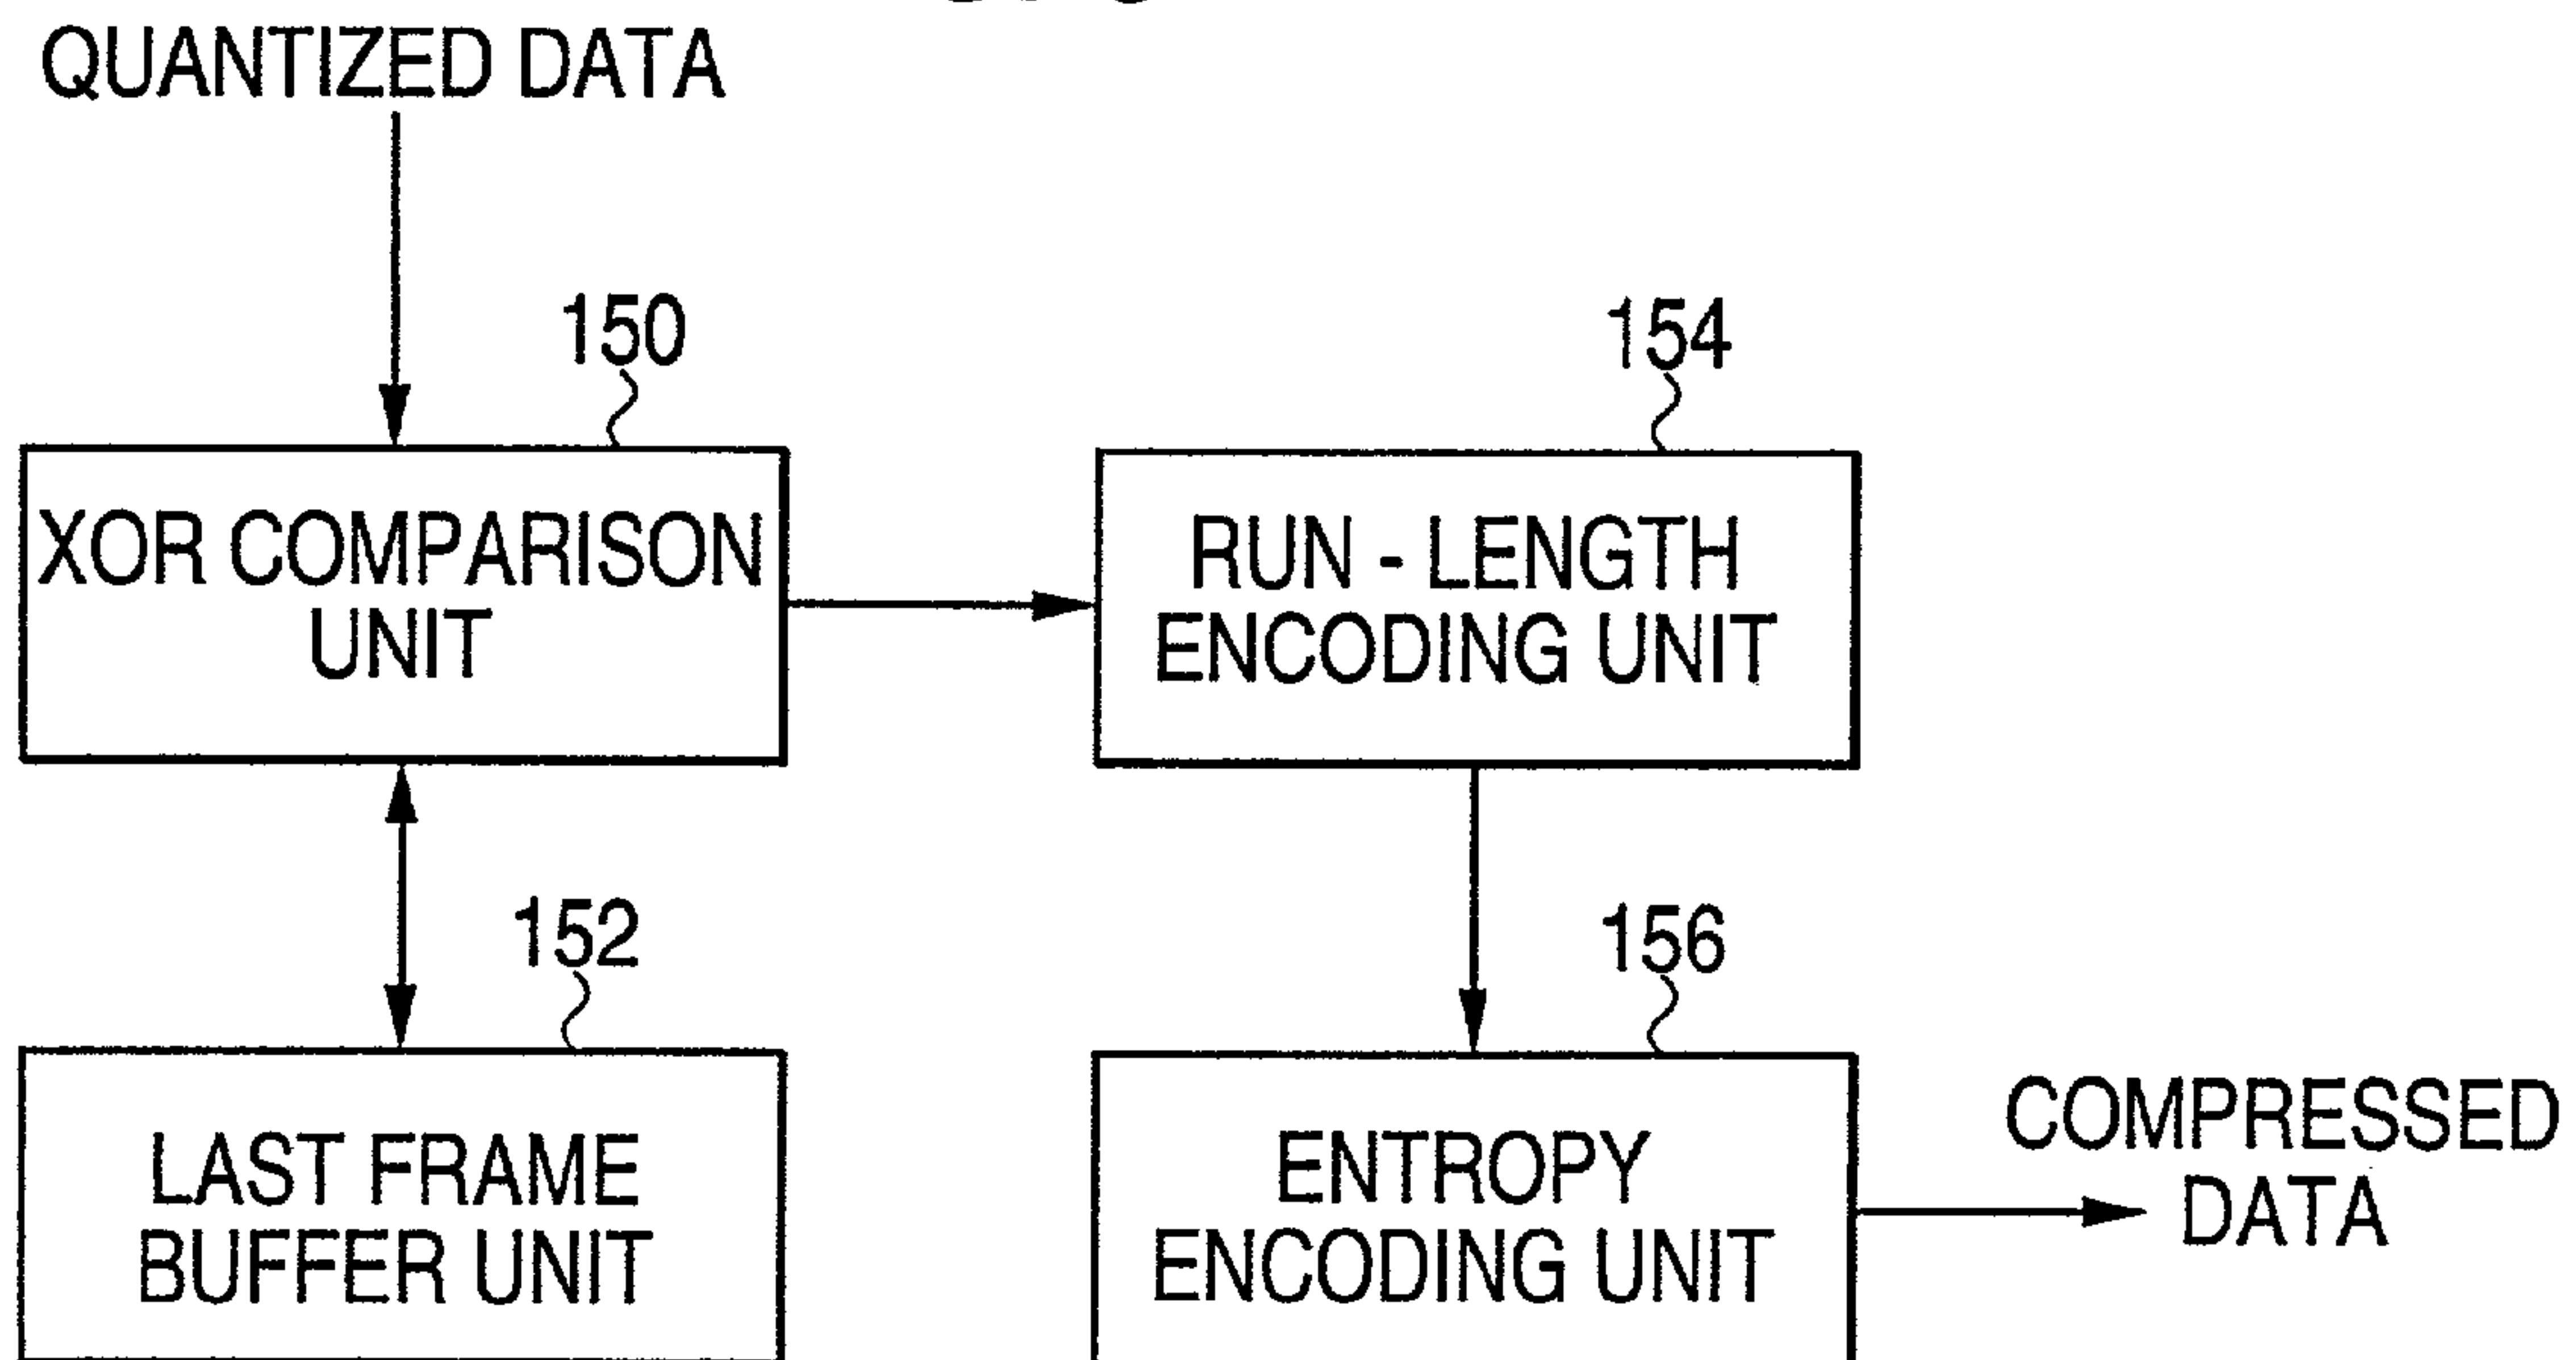 QUANTIZED DATA
150
XOR COMPARISON
UNIT
154
RUN - LENGTH
ENCODING UNIT
152
LAST FRAME
BUFFER UNIT
156
ENTROPY
ENCODING UNIT
COMPRESSED
DATA